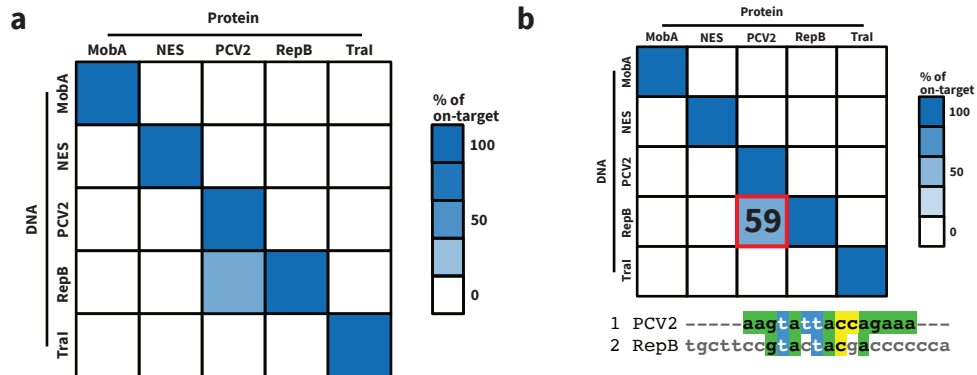 a
Protein
MobA NES PCV2 RepB TraI
DNA
MobA
NES
PCV2
RepB
TraI
% of
on-target
100
50
0
b
Protein
MobA NES PCV2 RepB TraI
DNA
MobA
NES
PCV2
RepB
TraI
59
% of
on-target
100
50
0
1 PCV2 ------aagtattaccagaaa---
2 RepB tgcttccgtactacgaccccccca